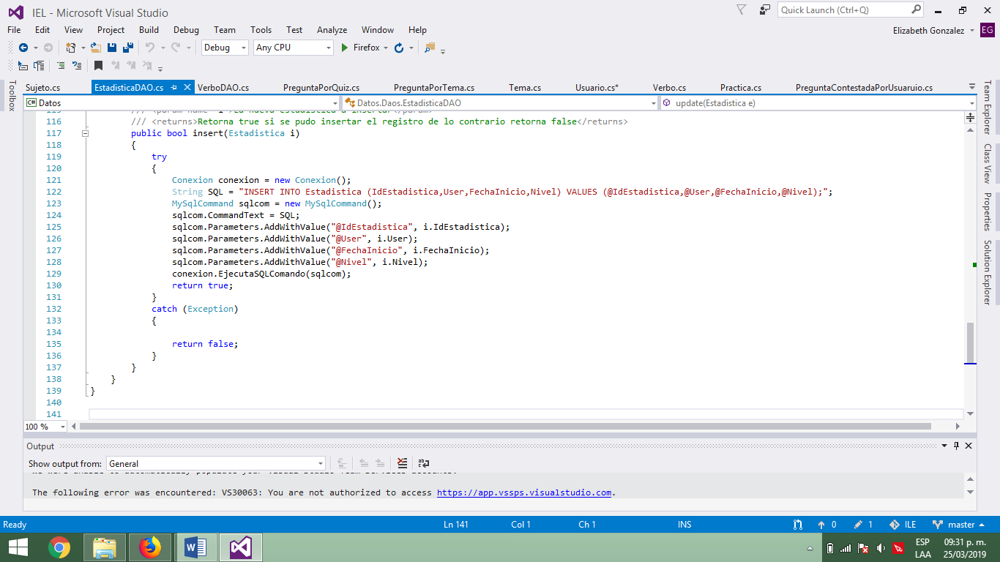 IEL - Microsoft Visual Studio
Quick Launch (Ctrl+Q)
File Edit View Project Build Debug Team Tools Test Analyze Window Help
Elizabeth Gonzalez EG
Debug Any CPU Firefox
Toolbox
Sujeto.cs EstadisticaDAO.cs VerboDAO.cs PreguntaPorQuiz.cs PreguntaPorTema.cs Tema.cs Usuario.cs* Verbo.cs Practica.cs PreguntaContestadaPorUsuaruio.cs
C# Datos Datos.Daos.EstadisticaDAO update(Estadistica e)
116 /// <returns>Retorna true si se pudo insertar el registro de lo contrario retorna false</returns>
117 public bool insert(Estadistica i)
118 {
119 try
120 {
121 Conexion conexion = new Conexion();
122 String SQL = "INSERT INTO Estadistica (IdEstadistica,User,FechaInicio,Nivel) VALUES (@IdEstadistica,@User,@FechaInicio,@Nivel);";
123 MySqlCommand sqlcom = new MySqlCommand();
124 sqlcom.CommandText = SQL;
125 sqlcom.Parameters.AddWithValue("@IdEstadistica", i.IdEstadistica);
126 sqlcom.Parameters.AddWithValue("@User", i.User);
127 sqlcom.Parameters.AddWithValue("@FechaInicio", i.FechaInicio);
128 sqlcom.Parameters.AddWithValue("@Nivel", i.Nivel);
129 conexion.EjecutaSQLComando(sqlcom);
130 return true;
131 }
132 catch (Exception)
133 {
134
135 return false;
136 }
137 }
138 }
139 }
140
141
100 %
Team Explorer
Class View
Properties
Solution Explorer
Output
Show output from: General
The following error was encountered: VS30063: You are not authorized to access https://app.vssps.visualstudio.com.
Ready Ln 141 Col 1 Ch 1 INS 0 1 ILE master
ESP 09:31 p. m.
LAA 25/03/2019